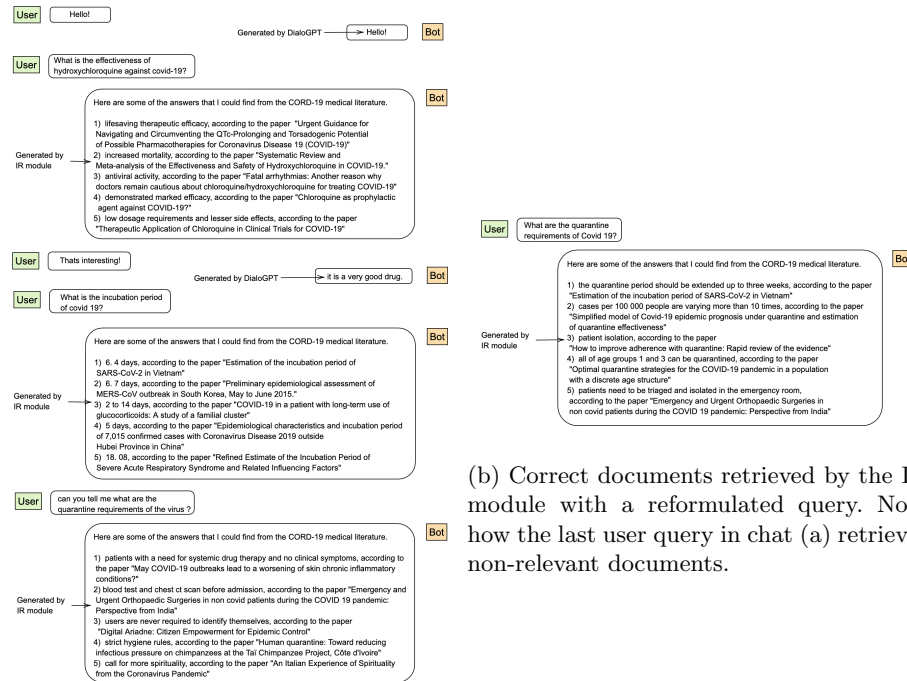 User
Hello!
Generated by DialoGPT
Hello!
Bot
User
What is the effectiveness of
hydroxychloroquine against covid-19?
Bot
Here are some of the answers that I could find from the CORD-19 medical literature.
1) lifesaving therapeutic efficacy, according to the paper "Urgent Guidance for
Navigating and Circumventing the QTc-Prolonging and Torsadogenic Potential
of Possible Pharmacotherapies for Coronavirus Disease 19 (COVID-19)"
2) increased mortality, according to the paper "Systematic Review and
Meta-analysis of the Effectiveness and Safety of Hydroxychloroquine in COVID-19."
3) antiviral activity, according to the paper "Fatal arrhythmias: Another reason why
doctors remain cautious about chloroquine/hydroxychloroquine for treating COVID-19"
4) demonstrated marked efficacy, according to the paper "Chloroquine as prophylactic
agent against COVID-19?"
5) low dosage requirements and lesser side effects, according to the paper
"Therapeutic Application of Chloroquine in Clinical Trials for COVID-19"
Generated by
IR module
User
Thats interesting!
Generated by DialoGPT
it is a very good drug.
Bot
User
What is the incubation period
of covid 19?
Bot
Here are some of the answers that I could find from the CORD-19 medical literature.
1) 6. 4 days, according to the paper "Estimation of the incubation period of
SARS-CoV-2 in Vietnam"
2) 6. 7 days, according to the paper "Preliminary epidemiological assessment of
MERS-CoV outbreak in South Korea, May to June 2015."
3) 2 to 14 days, according to the paper "COVID-19 in a patient with long-term use of
glucocorticoids: A study of a familial cluster"
4) 5 days, according to the paper "Epidemiological characteristics and incubation period
of 7,015 confirmed cases with Coronavirus Disease 2019 outside
Hubei Province in China"
5) 18. 08, according to the paper "Refined Estimate of the Incubation Period of
Severe Acute Respiratory Syndrome and Related Influencing Factors"
Generated by
IR module
User
can you tell me what are the
quarantine requirements of the virus ?
Bot
Here are some of the answers that I could find from the CORD-19 medical literature.
1) patients with a need for systemic drug therapy and no clinical symptoms, according to
the paper "May COVID-19 outbreaks lead to a worsening of skin chronic inflammatory
conditions?"
2) blood test and chest ct scan before admission, according to the paper "Emergency and
Urgent Orthopaedic Surgeries in non covid patients during the COVID 19 pandemic:
Perspective from India"
3) users are never required to identify themselves, according to the paper
"Digital Ariadne: Citizen Empowerment for Epidemic Control"
4) strict hygiene rules, according to the paper "Human quarantine: Toward reducing
infectious pressure on chimpanzees at the Taï Chimpanzee Project, Côte d'Ivoire"
5) call for more spirituality, according to the paper "An Italian Experience of Spirituality
from the Coronavirus Pandemic"
Generated by
IR module
User
What are the quarantine
requirements of Covid 19?
Bo
Here are some of the answers that I could find from the CORD-19 medical literature.
1) the quarantine period should be extended up to three weeks, according to the paper
"Estimation of the incubation period of SARS-CoV-2 in Vietnam"
2) cases per 100 000 people are varying more than 10 times, according to the paper
"Simplified model of Covid-19 epidemic prognosis under quarantine and estimation
of quarantine effectiveness"
3) patient isolation, according to the paper
"How to improve adherence with quarantine: Rapid review of the evidence"
4) all of age groups 1 and 3 can be quarantined, according to the paper
"Optimal quarantine strategies for the COVID-19 pandemic in a population
with a discrete age structure"
5) patients need to be triaged and isolated in the emergency room,
according to the paper "Emergency and Urgent Orthopaedic Surgeries in
non covid patients during the COVID 19 pandemic: Perspective from India"
Generated by
IR module
(b) Correct documents retrieved by the I
module with a reformulated query. No
how the last user query in chat (a) retriev
non-relevant documents.